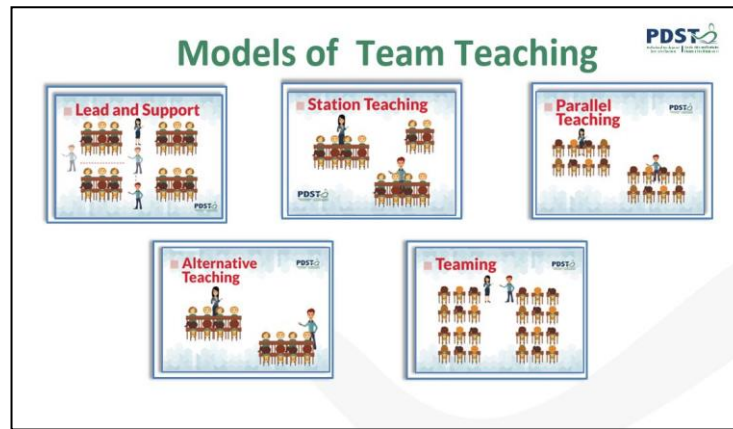 Models of Team Teaching
PDST
Lead and Support
PDST
Station Teaching
PDST
Parallel
Teaching
PDST
Alternative
Teaching
PDST
Teaming
PDST